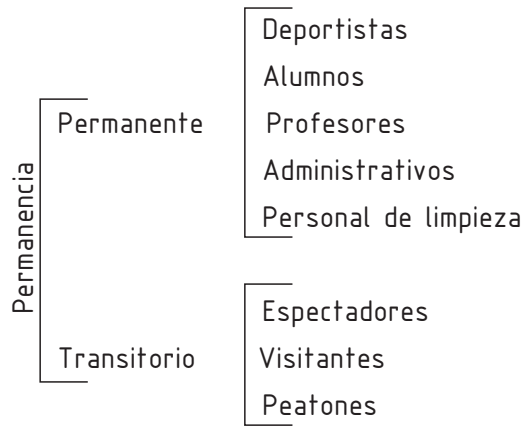 Permanencia
Permanente
Deportistas
Alumnos
Profesores
Administrativos
Personal de limpieza
Transitorio
Espectadores
Visitantes
Peatones